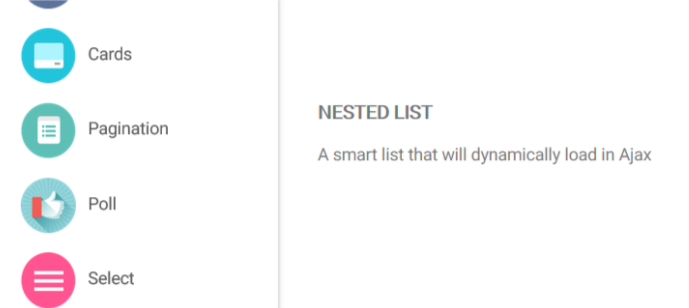 Cards
Pagination
Poll
Select
NESTED LIST
A smart list that will dynamically load in Ajax